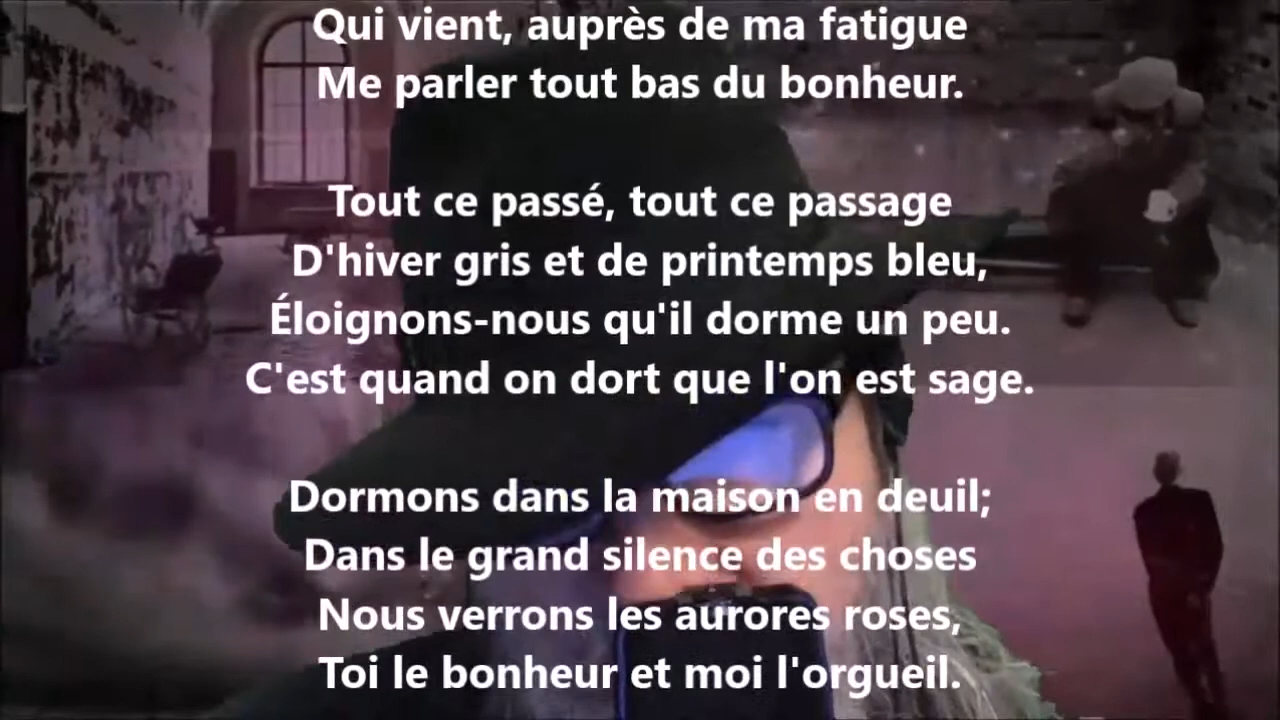 Qui vient, auprès de ma fatigue
Me parler tout bas du bonheur.
Tout ce passé, tout ce passage
D'hiver gris et de printemps bleu,
Éloignons-nous qu'il dorme un peu.
C'est quand on dort que l'on est sage.
Dormons dans la maison en deuil;
Dans le grand silence des choses
Nous verrons les aurores roses,
Toi le bonheur et moi l'orgueil.